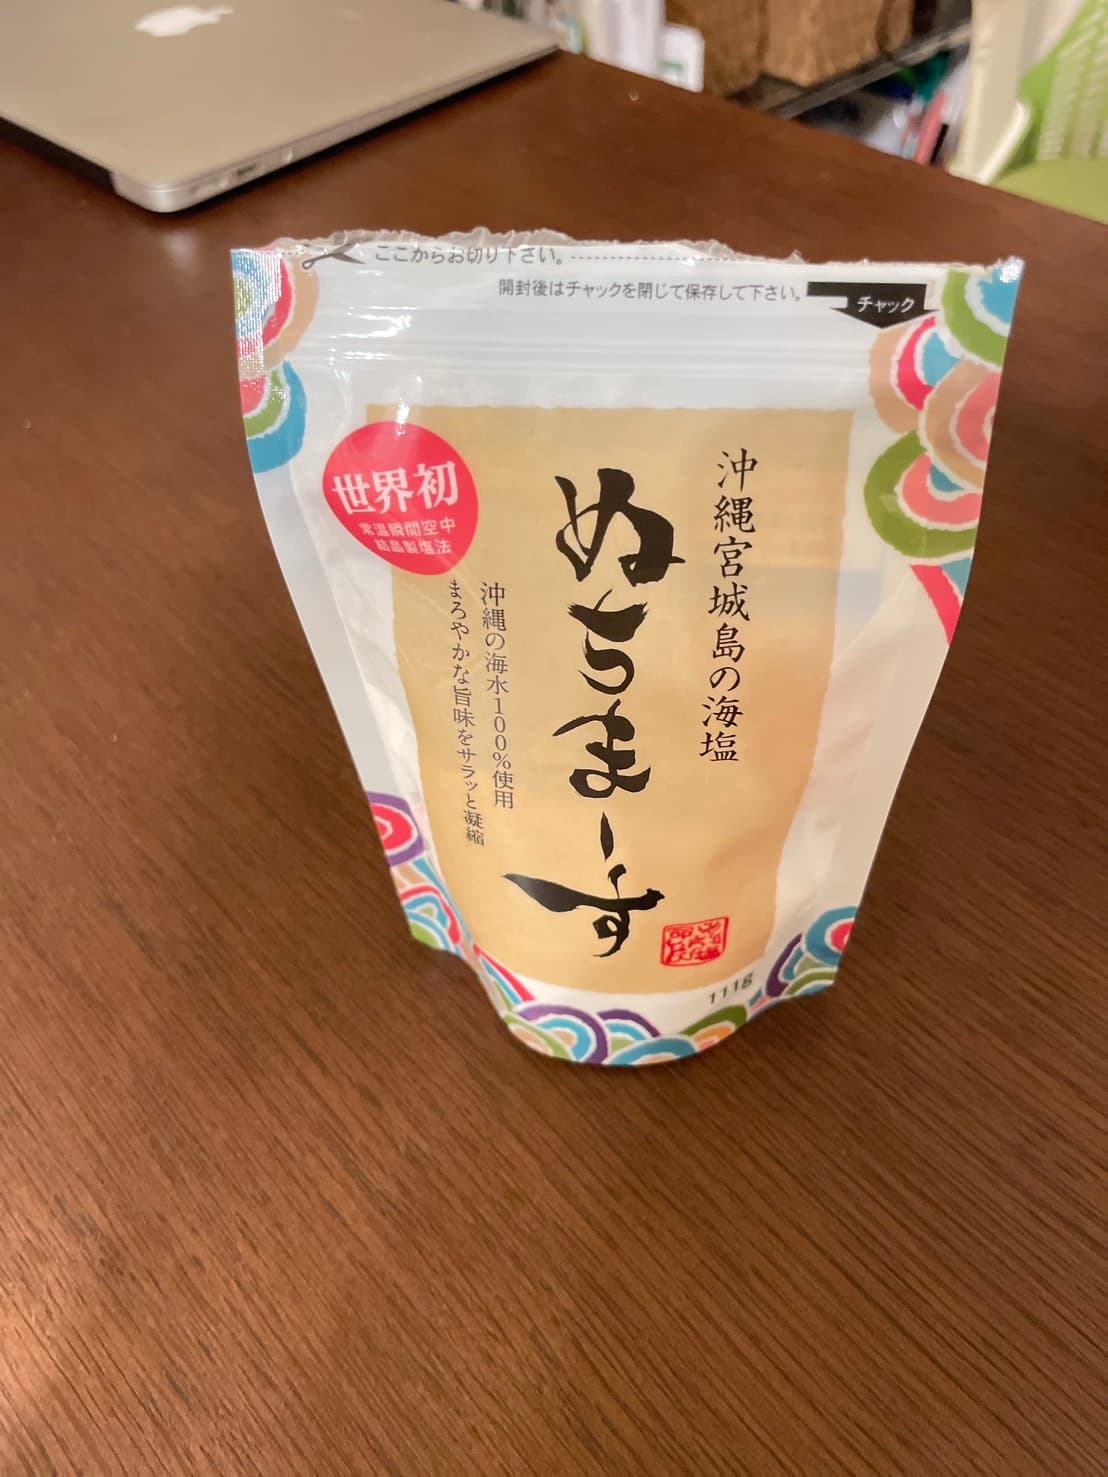 ここからお切り下さい。
開封後はチャックを閉じて保存して下さい。
チャック
世界初
常温瞬間空中
結晶製塩法
沖縄宮城島の海塩
ぬちまーす
沖縄の海水100%使用
まろやかな旨味をサラッと凝縮
111g